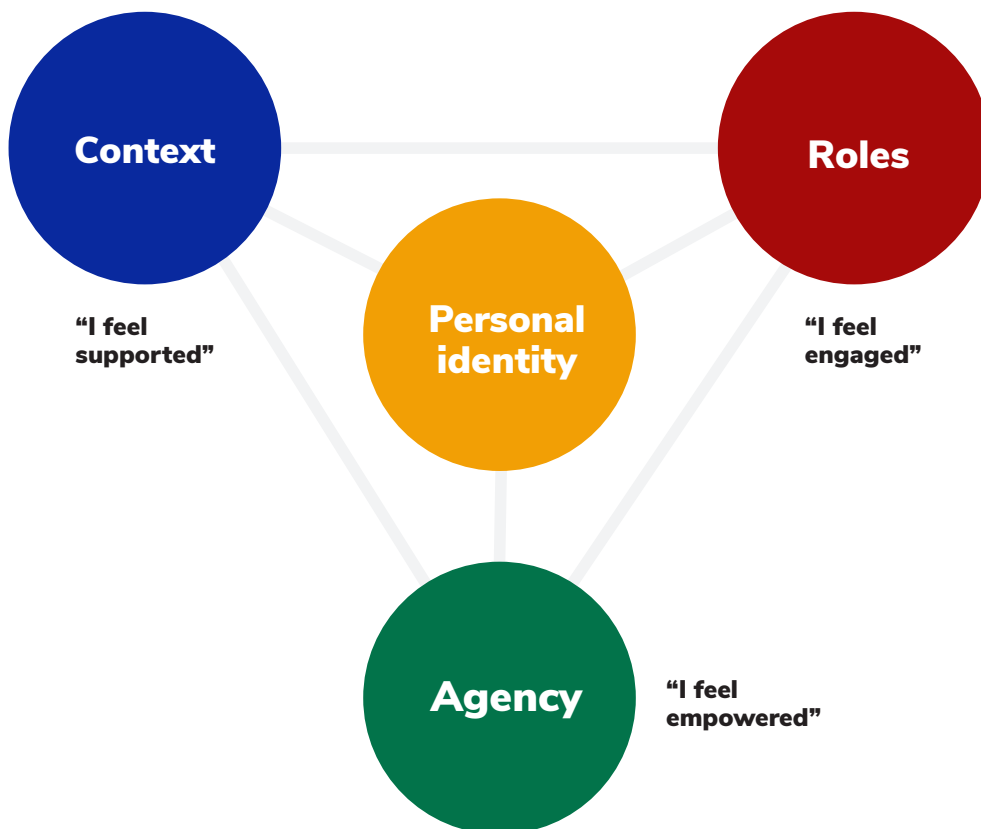 Context
Roles
Personal
identity
“I feel
supported”
“I feel
engaged”
Agency
“I feel
empowered”